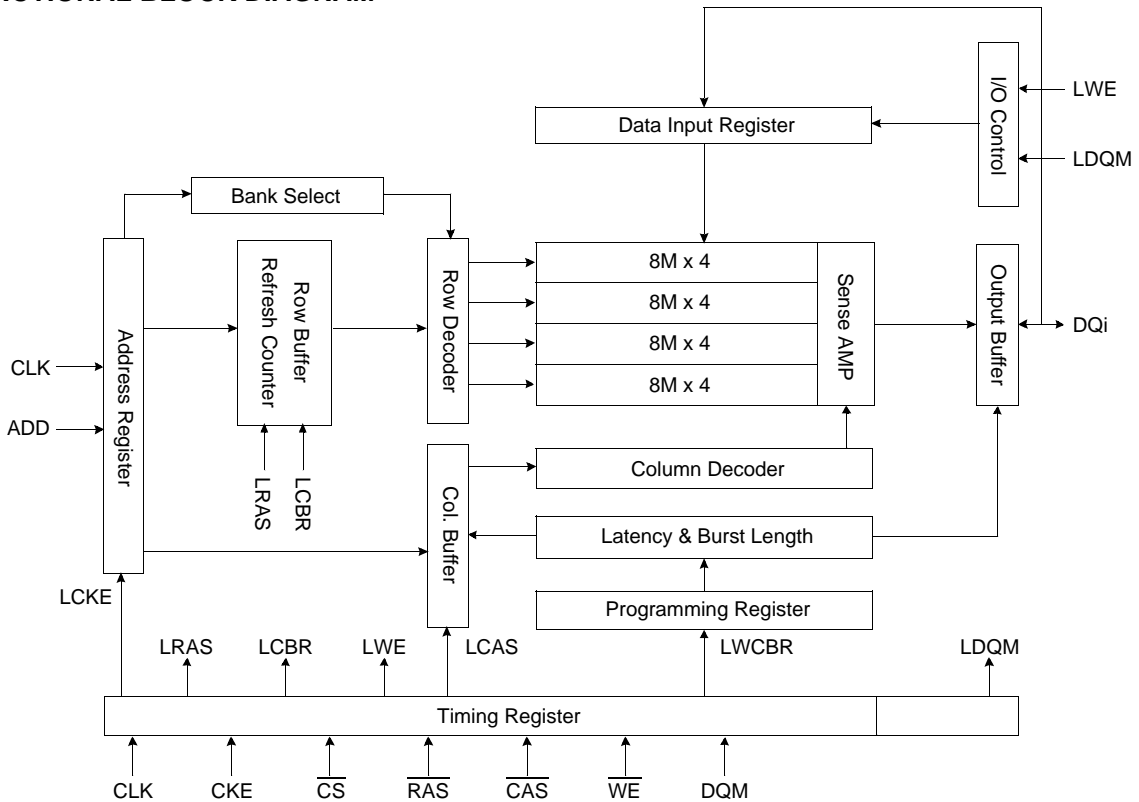 LWE
I/O Control
LDQM
Data Input Register
Bank Select
8M x 4
8M x 4
8M x 4
8M x 4
Sense AMP
Output Buffer
DQi
Row Decoder
Row Buffer
Refresh Counter
Address Register
CLK
ADD
LRAS
LCBR
Col. Buffer
Column Decoder
Latency & Burst Length
Programming Register
LCKE
LRAS
LCBR
LWE
LCAS
LWCBR
LDQM
Timing Register
CLK
CKE
CS
RAS
CAS
WE
DQM